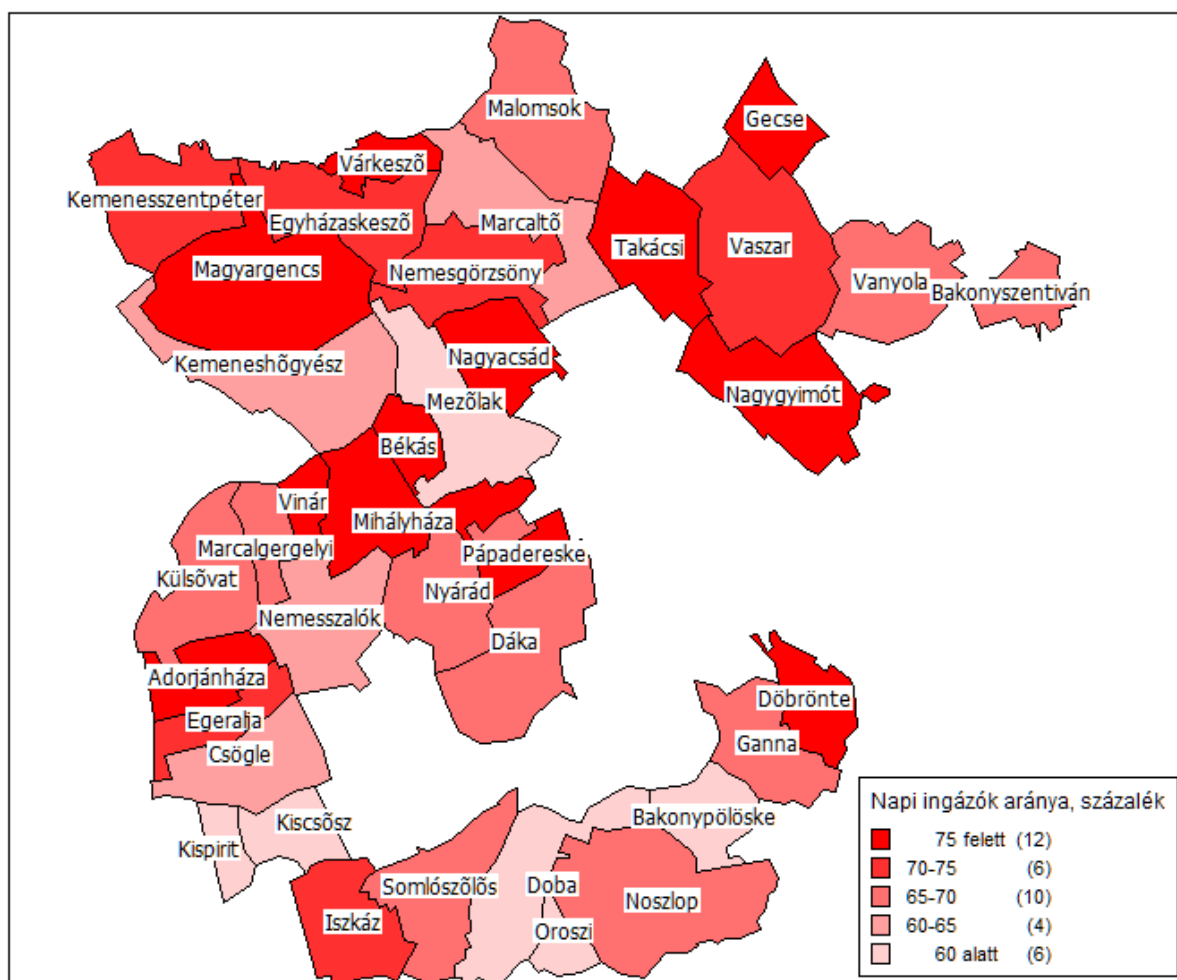 Malomsok
Gecse
Várkeszõ
Kemenesszentpéter
Egyházaskeszõ
Marcaltõ
Takácsi
Vaszar
Magyargencs
Nemesgörzsöny
Vanyola
Bakonyszentiván
Nagyacsád
Kemeneshõgyész
Mezõlak
Nagygyimót
Békás
Vinár
Mihályháza
Marcalgergelyi
Pápadereske
Külsõvat
Nyárád
Nemesszalók
Dáka
Adorjánháza
Döbrönte
Egeralja
Ganna
Csögle
Bakonypölöske
Kiscsõsz
Kispirit
Somlószõlõs
Doba
Noszlop
Iszkáz
Oroszi
Napi ingázók aránya, százalék
75 felett (12)
70-75 (6)
65-70 (10)
60-65 (4)
60 alatt (6)